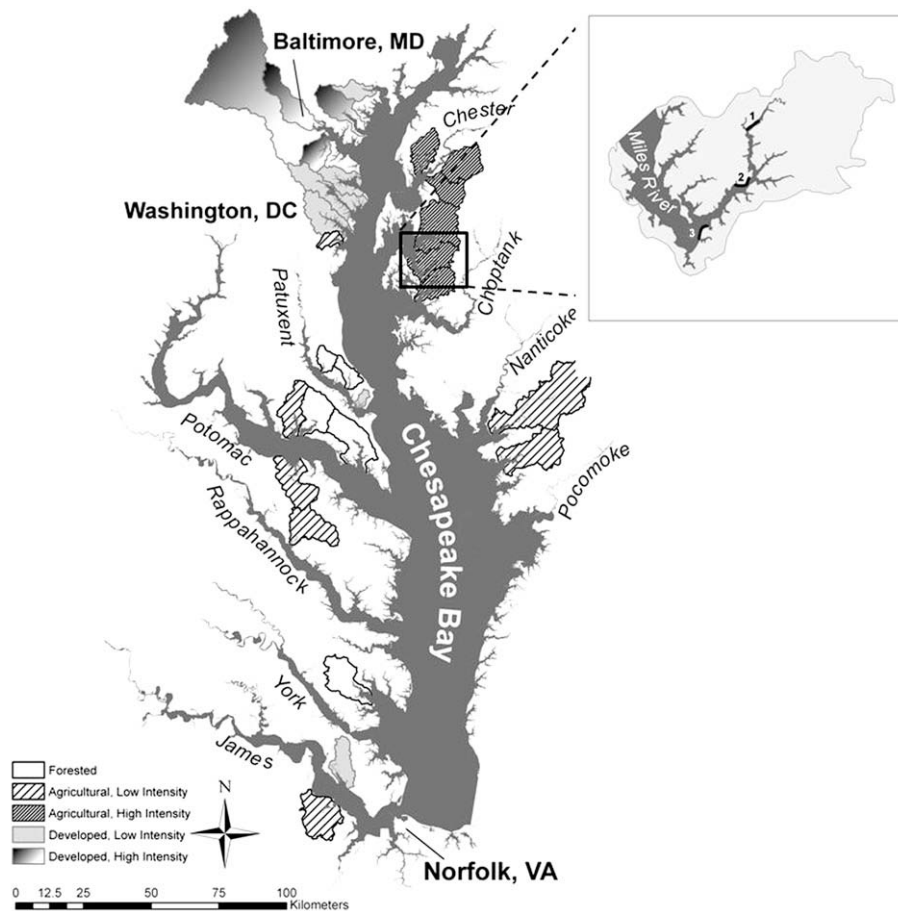 Baltimore, MD
Chester
Washington, DC
Choptank
Patuxent
Nanticoke
Potomac
Pocomoke
Rappahannock
Chesapeake Bay
York
James
Norfolk, VA
Miles River
1
2
3
Forested
Agricultural, Low Intensity
Agricultural, High Intensity
Developed, Low Intensity
Developed, High Intensity
N
0 12.5 25 50 75 100
Kilometers